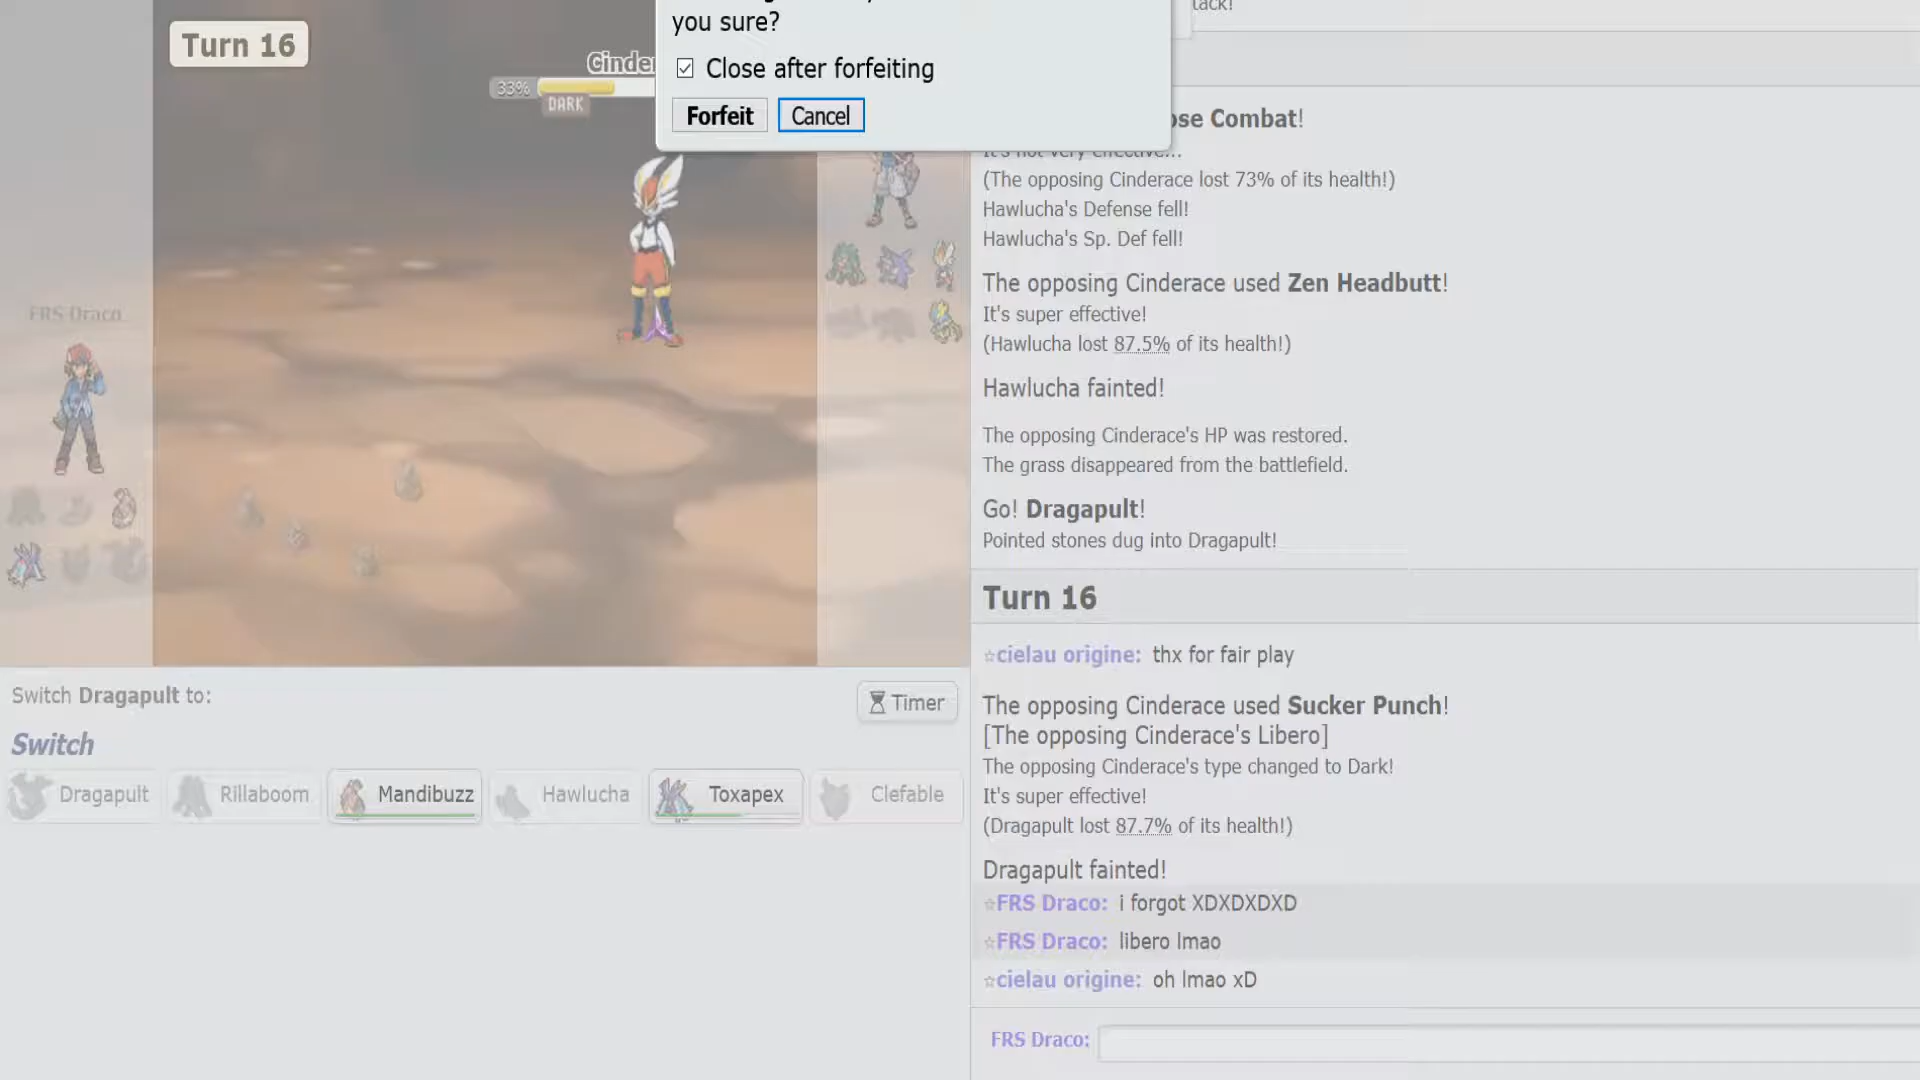 Turn 16
33%
DARK
FRS Draco
you sure?
Close after forfeiting
Forfeit
Cancel
Combat!
It's not very effective...
(The opposing Cinderace lost 73% of its health!)
Hawlucha's Defense fell!
Hawlucha's Sp. Def fell!
The opposing Cinderace used Zen Headbutt!
It's super effective!
(Hawlucha lost 87.5% of its health!)
Hawlucha fainted!
The opposing Cinderace's HP was restored.
The grass disappeared from the battlefield.
Go! Dragapult!
Pointed stones dug into Dragapult!
Turn 16
☆cielau origine: thx for fair play
The opposing Cinderace used Sucker Punch!
[The opposing Cinderace's Libero]
The opposing Cinderace's type changed to Dark!
It's super effective!
(Dragapult lost 87.7% of its health!)
Dragapult fainted!
☆FRS Draco: i forgot XDXDXDXD
☆FRS Draco: libero lmao
☆cielau origine: oh lmao xD
FRS Draco:
Switch Dragapult to:
Timer
Switch
Dragapult
Rillaboom
Mandibuzz
Hawlucha
Toxapex
Clefable